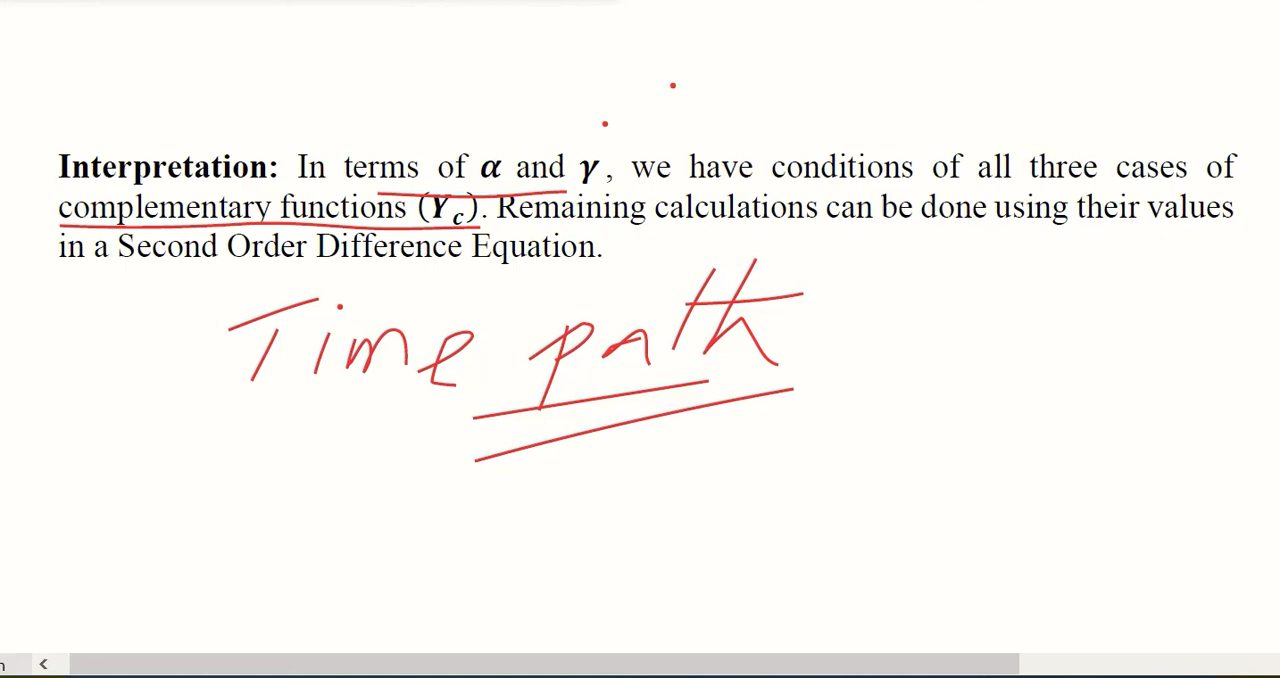 Interpretation: In terms of α and γ, we have conditions of all three cases of
complementary functions (Y c). Remaining calculations can be done using their values
in a Second Order Difference Equation.
Time path
n